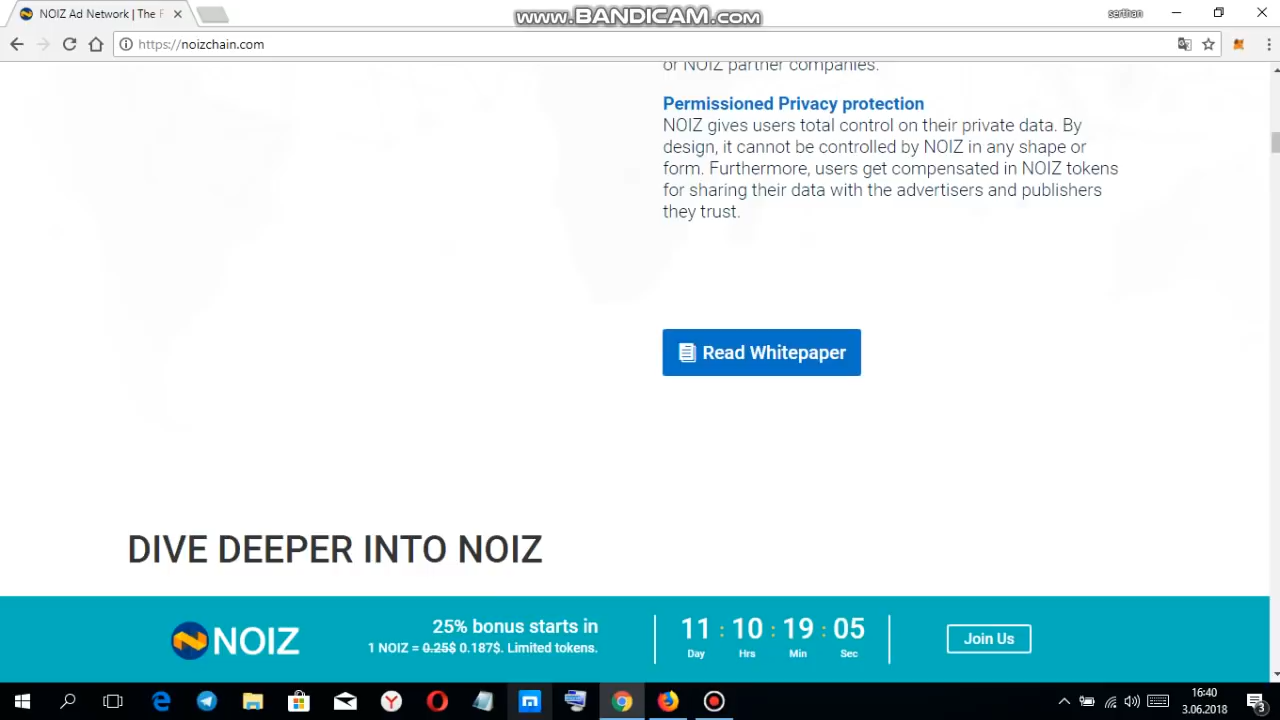 NOIZ Ad Network | The F
www.BANDICAM.com
serthan
https://noizchain.com
or NOIZ partner companies.
Permissioned Privacy protection
NOIZ gives users total control on their private data. By
design, it cannot be controlled by NOIZ in any shape or
form. Furthermore, users get compensated in NOIZ tokens
for sharing their data with the advertisers and publishers
they trust.
Read Whitepaper
DIVE DEEPER INTO NOIZ
NOIZ
25% bonus starts in
1 NOIZ = 0.25$ 0.187$. Limited tokens.
11 : 10 : 19 : 05
Day Hrs Min Sec
Join Us
16:40
3.06.2018
3